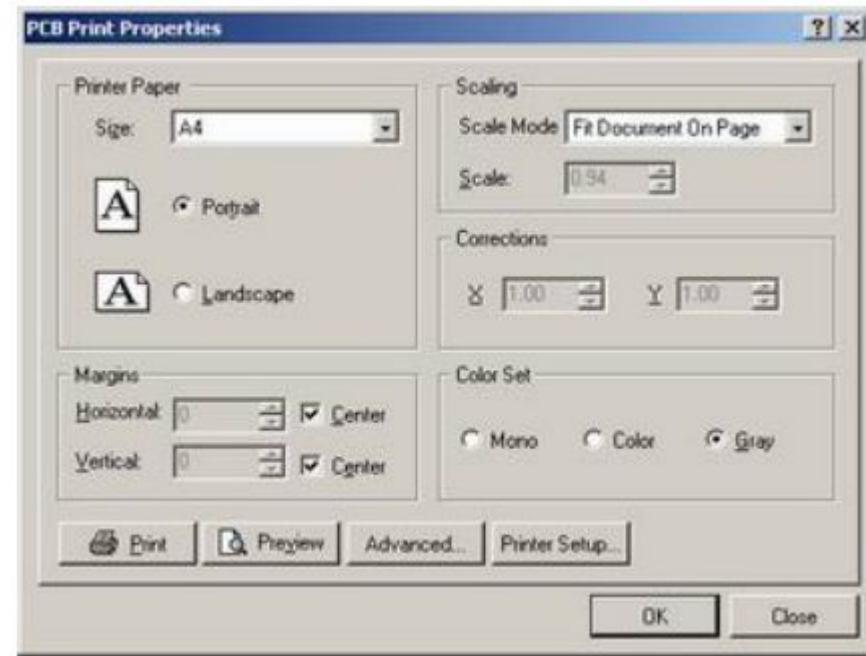 PCB Print Properties
Printer Paper
Size: A4
A Portrait
A Landscape
Scaling
Scale Mode Fit Document On Page
Scale: 0.94
Corrections
X 1.00 Y 1.00
Margins
Horizontal: 0 Center
Vertical: 0 Center
Color Set
Mono Color Gray
Print Preview Advanced... Printer Setup...
OK Close